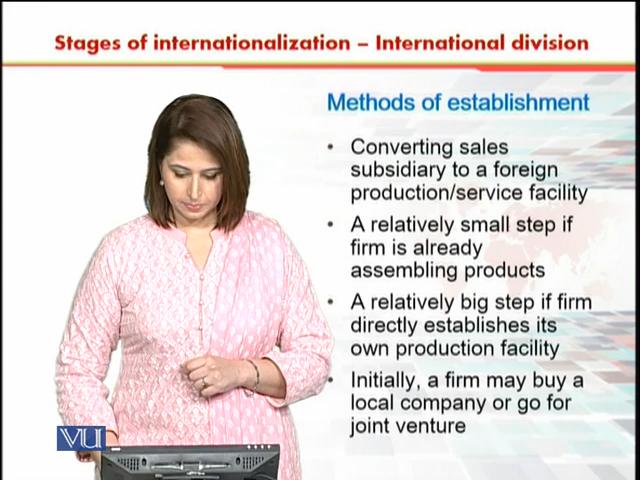 Stages of internationalization – International division
Methods of establishment
• Converting sales
subsidiary to a foreign
production/service facility
• A relatively small step if
firm is already
assembling products
• A relatively big step if firm
directly establishes its
own production facility
• Initially, a firm may buy a
local company or go for
joint venture
VU